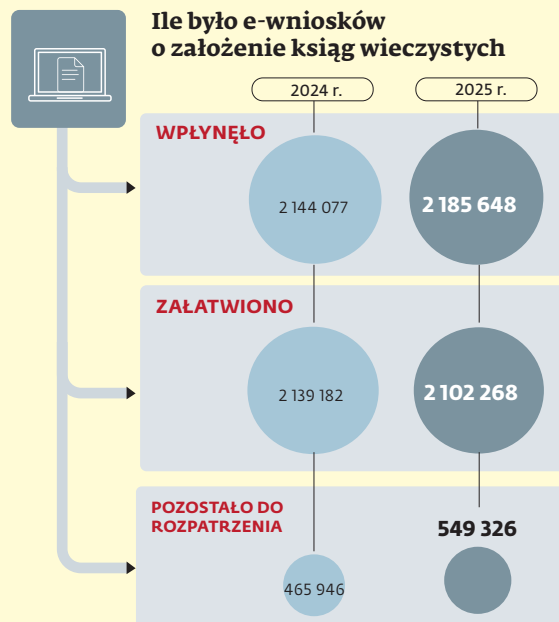 Ile było e-wniosków
o założenie ksiąg wieczystych
2024 r.
2025 r.
WPŁYNĘŁO
2 144 077
2 185 648
ZAŁATWIONO
2 139 182
2 102 268
POZOSTAŁO DO
ROZPATRZENIA
549 326
465 946